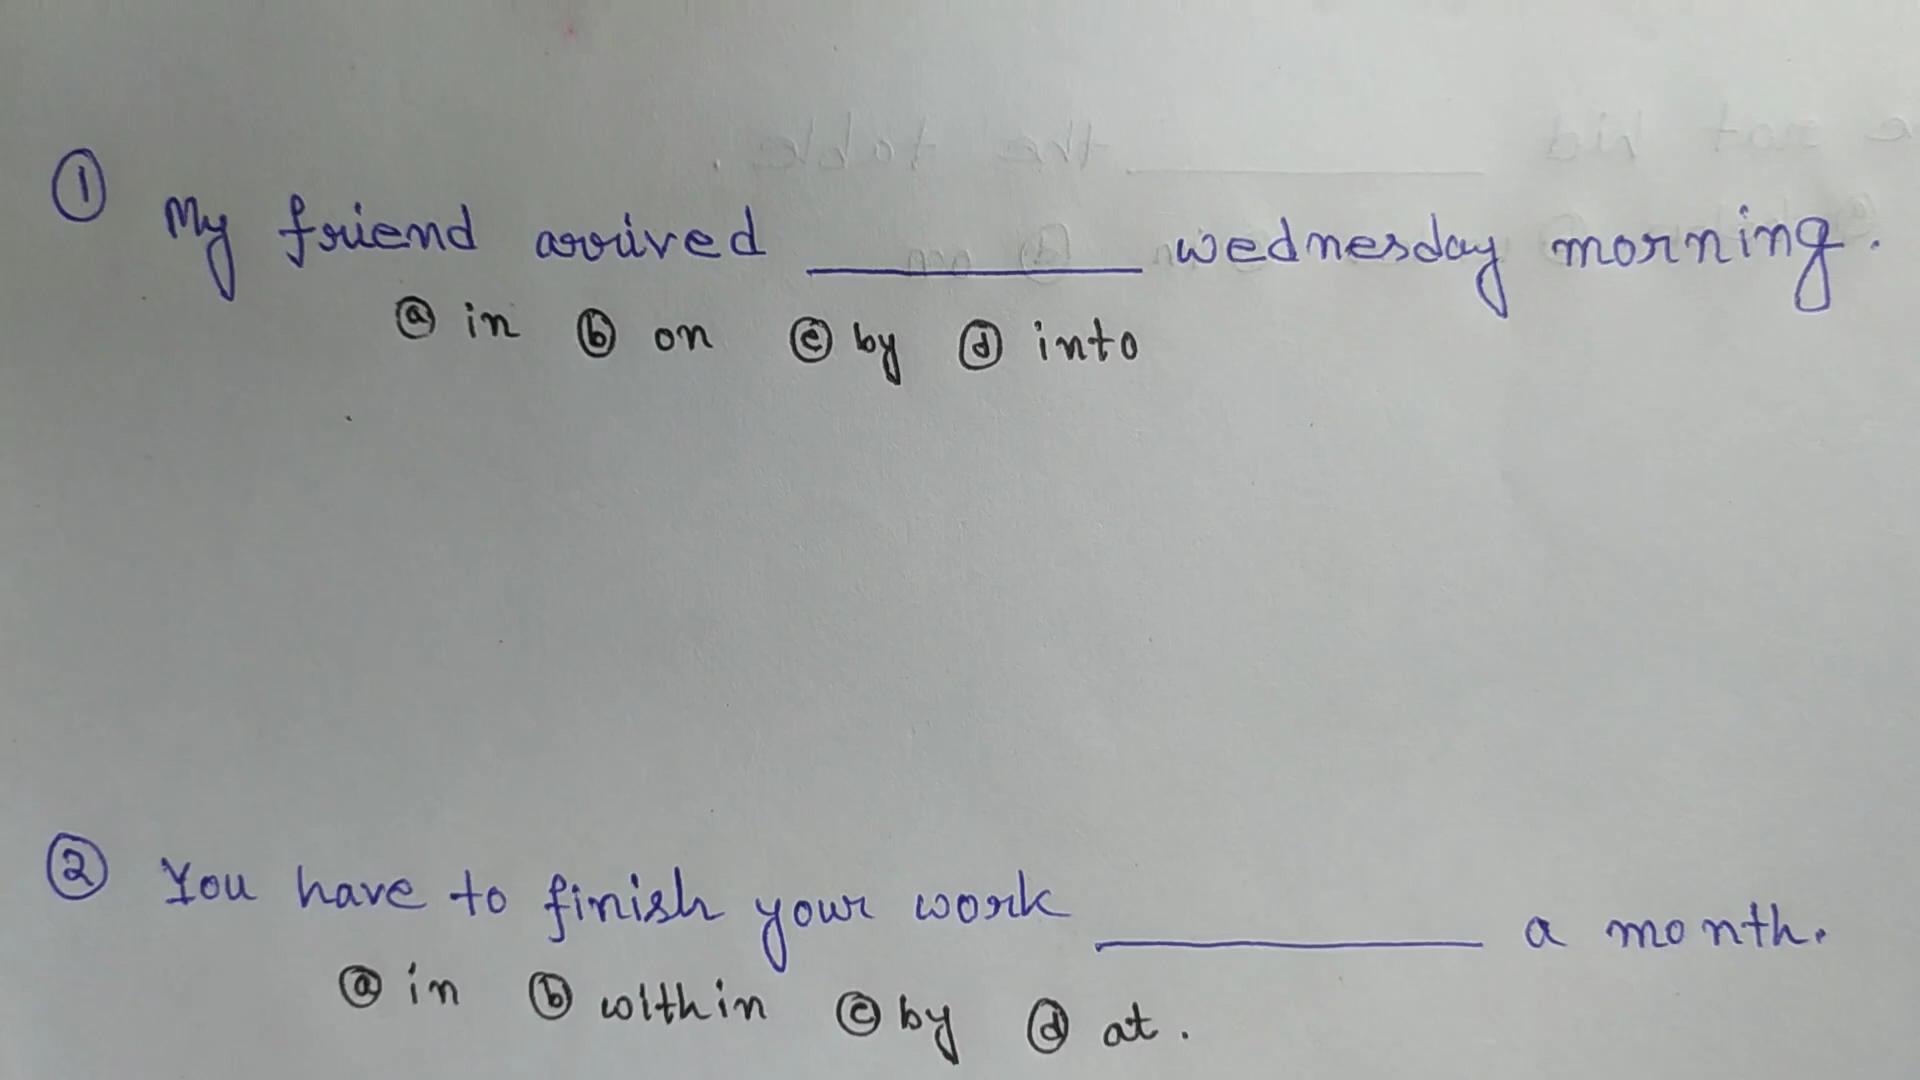 ① My friend arrived ________ wednesday morning.
ⓐ in ⓑ on ⓒ by ⓓ into
② You have to finish your work ________ a month.
ⓐ in ⓑ within ⓒ by ⓓ at.